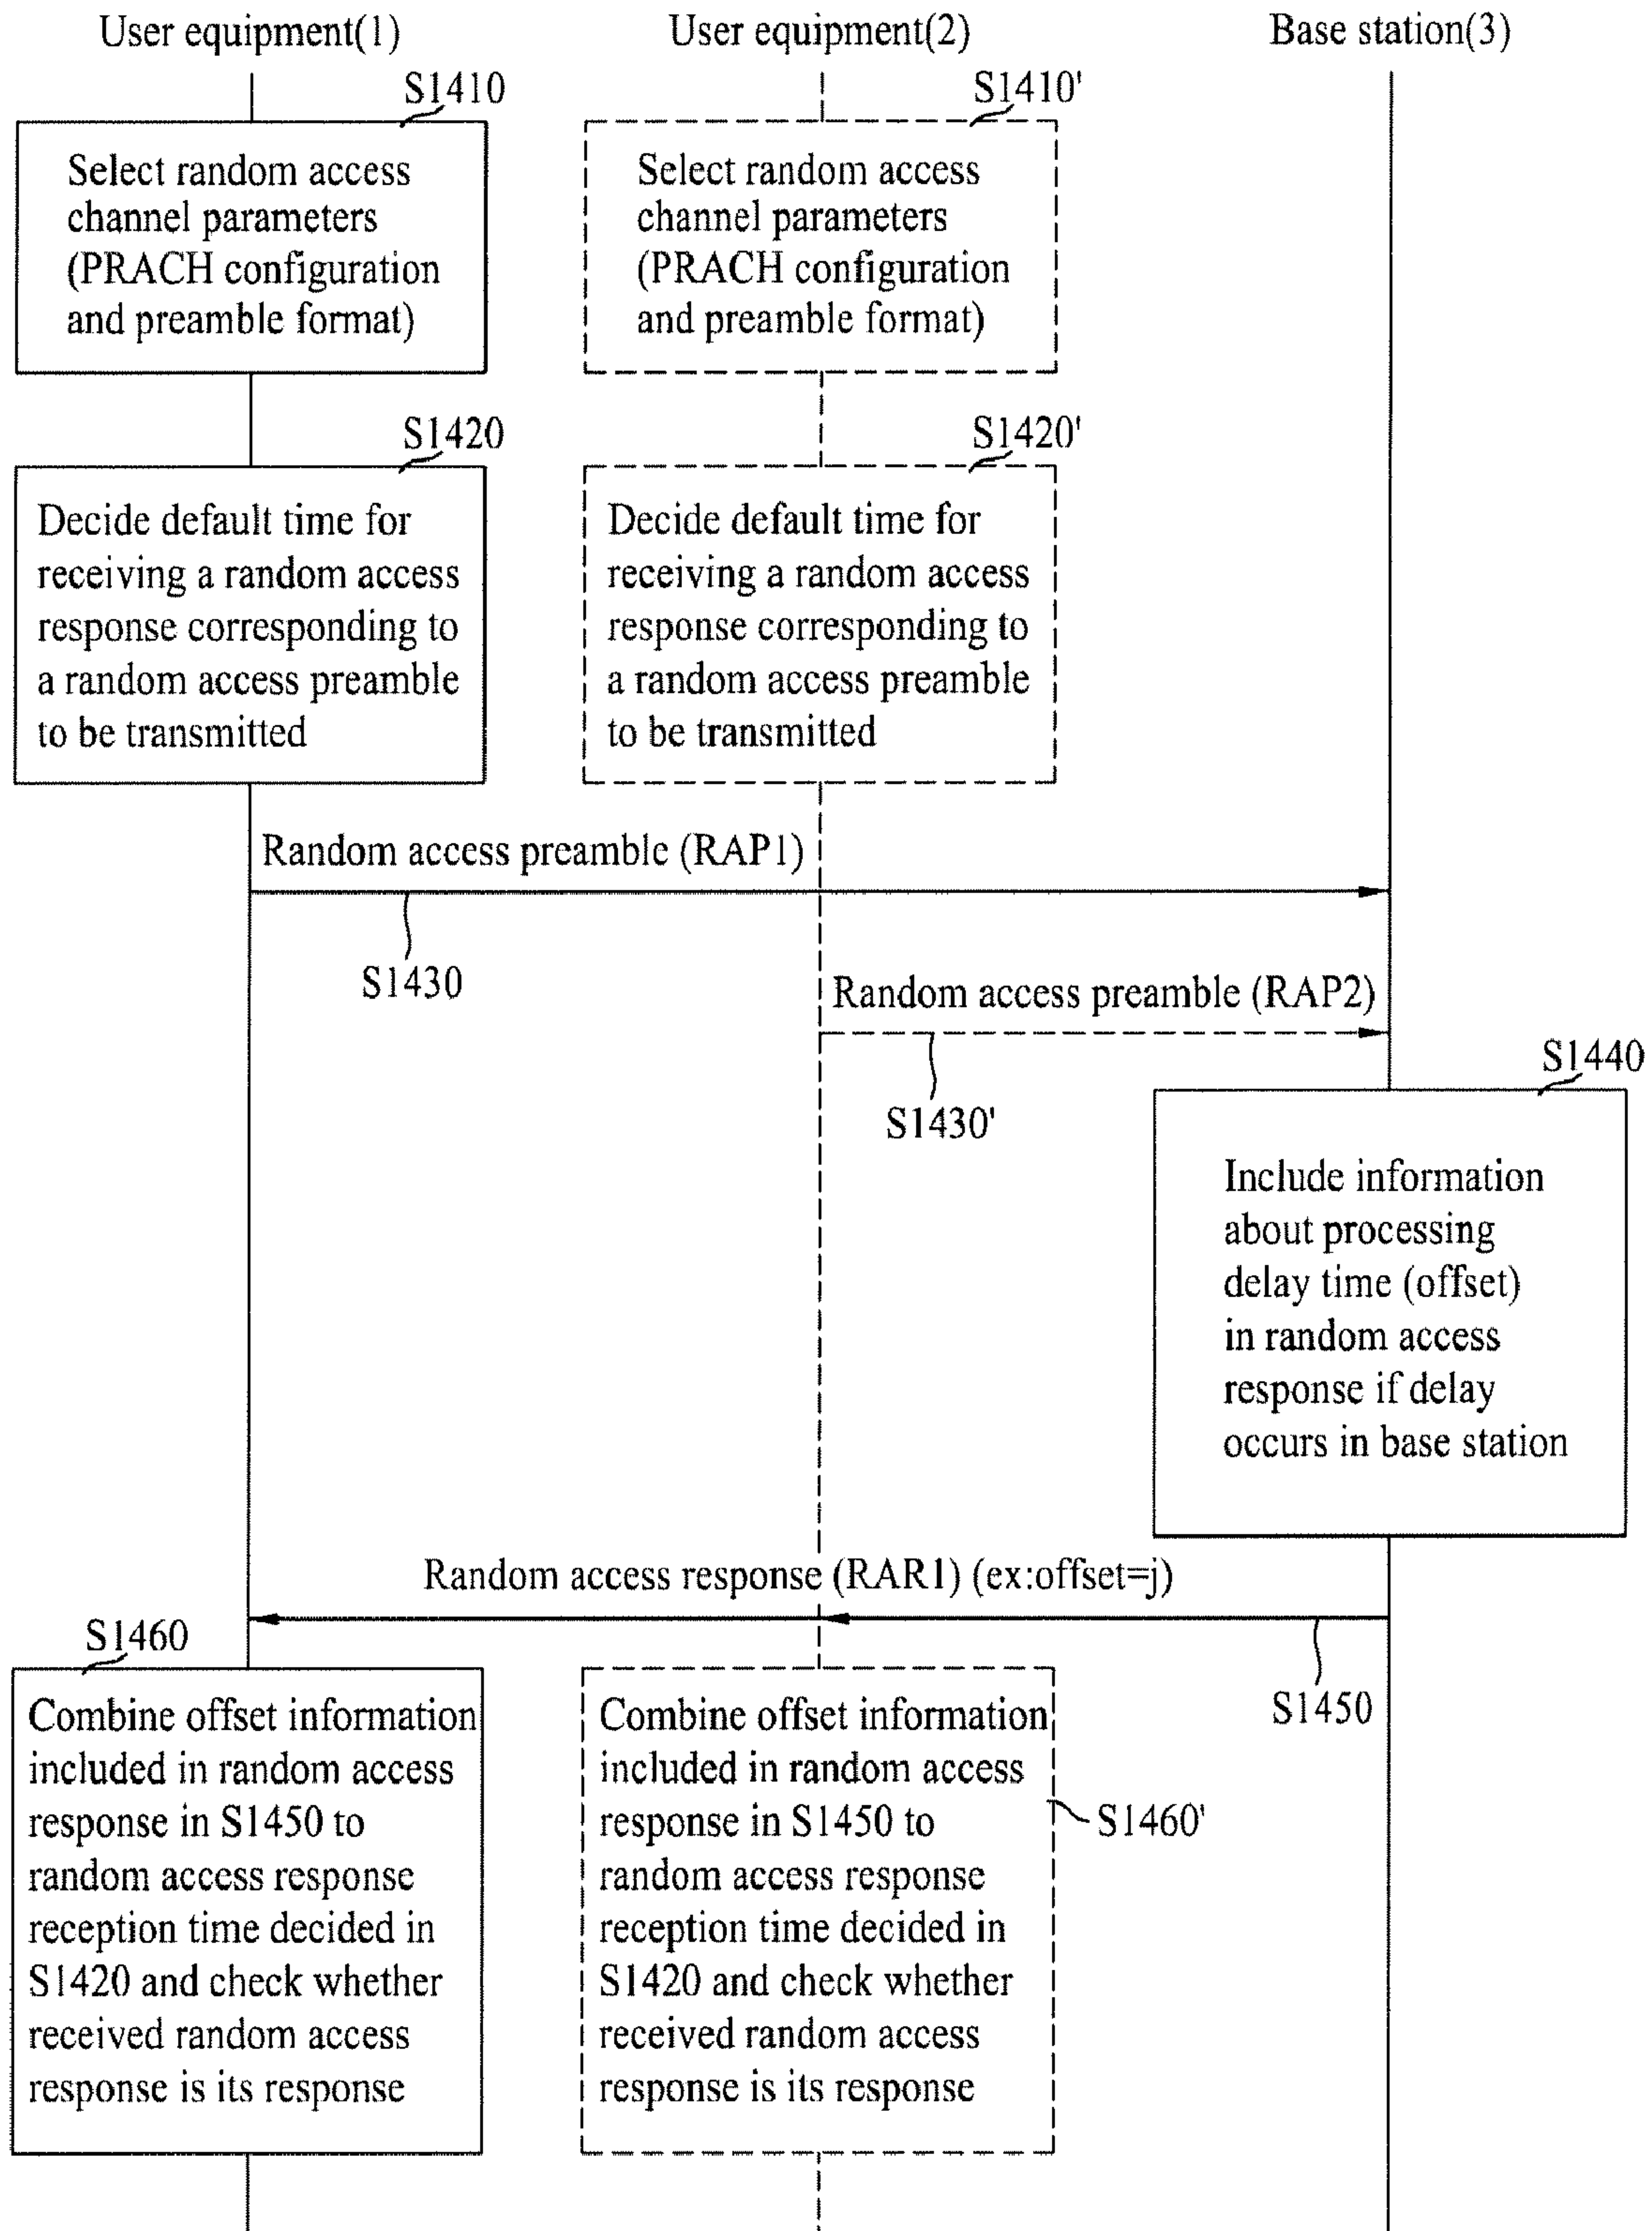 User equipment(1)
User equipment(2)
Base station(3)
S1410
S1410'
Select random access
channel parameters
(PRACH configuration
and preamble format)
Select random access
channel parameters
(PRACH configuration
and preamble format)
S1420
S1420'
Decide default time for
receiving a random access
response corresponding to
a random access preamble
to be transmitted
Decide default time for
receiving a random access
response corresponding to
a random access preamble
to be transmitted
Random access preamble (RAP1)
S1430
Random access preamble (RAP2)
S1430'
S1440
Include information
about processing
delay time (offset)
in random access
response if delay
occurs in base station
Random access response (RAR1) (ex:offset=j)
S1450
S1460
Combine offset information
included in random access
response in S1450 to
random access response
reception time decided in
S1420 and check whether
received random access
response is its response
Combine offset information
included in random access
response in S1450 to
random access response
reception time decided in
S1420 and check whether
received random access
response is its response
S1460'